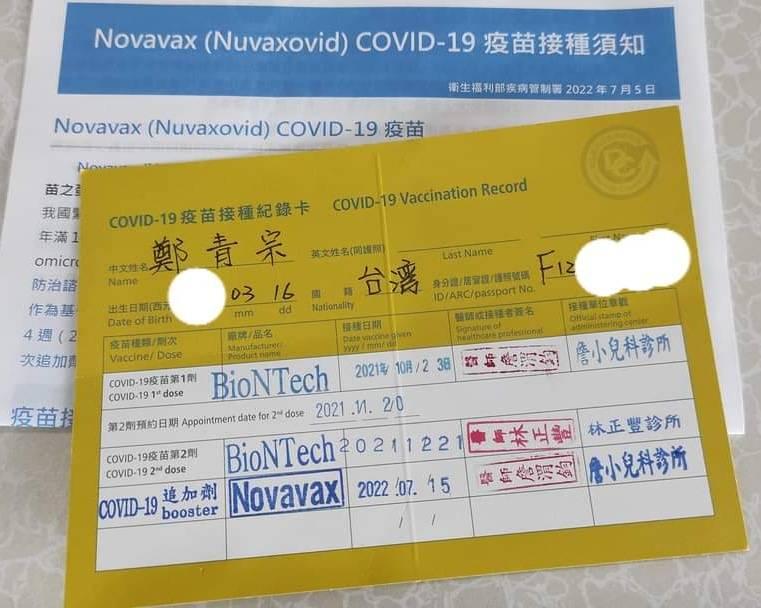 Novavax (Nuvaxovid) COVID-19 疫苗接種須知
衛生福利部疾病管制署 2022 年 7 月 5 日
Novavax (Nuvaxovid) COVID-19 疫苗
苗之
我國
年滿 1
omicro
防治諮
作為基
4 週 ( 2
次追加
疫苗接
COVID-19 疫苗接種紀錄卡 COVID-19 Vaccination Record
中文姓名 鄭青宗 英文姓名(同護照)
Name Last Name
出生日期(西元 03 16 國籍 台灣 身分證/居留證/護照號碼 F12
Date of Birth mm dd Nationality ID/ARC/passport No.
疫苗種類/劑次 廠牌/品名 接種日期 醫師或接種者簽名 接種單位章戳
Vaccine/ Dose Manufacturer/ Product name Date vaccine given yyyy / mm/ dd Signature of healthcare professional Official stamp of administering center
COVID-19疫苗第1劑 BioNTech 2021年 10月 / 2 3日 醫師詹渭鈞 詹小兒科診所
COVID-19 1st dose
第2劑預約日期 Appointment date for 2nd dose 2021.11.20
COVID-19疫苗第2劑 BioNTech 20211221 醫師林正豐 林正豐診所
COVID-19 2nd dose
COVID-19 追加劑 booster Novavax 2022.07.15 醫師詹渭鈞 詹小兒科診所
/ /